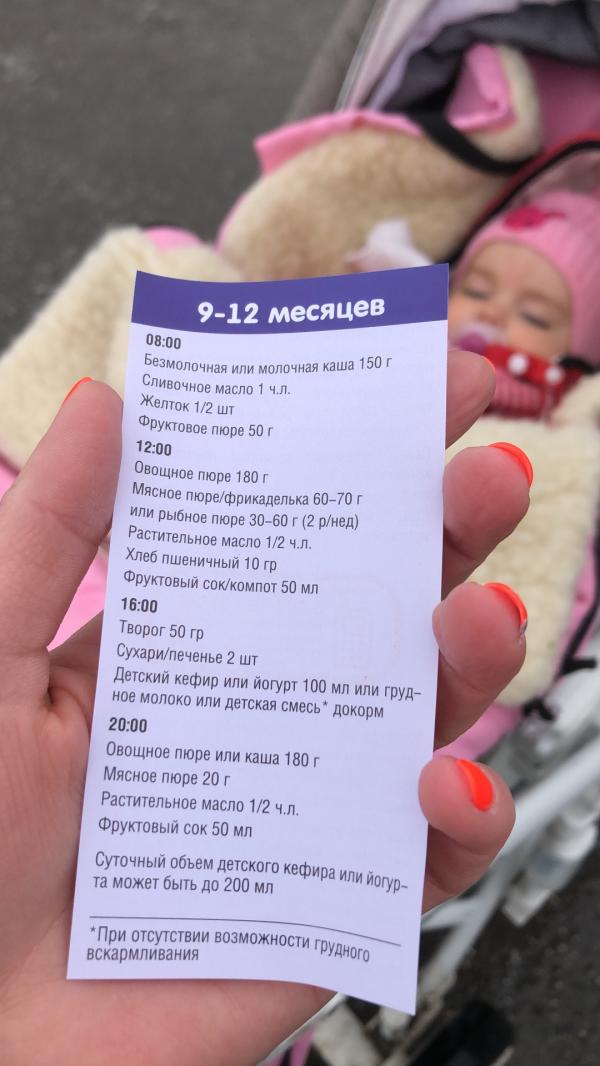 9-12 месяцев
08:00
Безмолочная или молочная каша 150 г
Сливочное масло 1 ч.л.
Желток 1/2 шт
Фруктовое пюре 50 г
12:00
Овощное пюре 180 г
Мясное пюре/фрикаделька 60–70 г
или рыбное пюре 30–60 г (2 р/нед)
Растительное масло 1/2 ч.л.
Хлеб пшеничный 10 гр
Фруктовый сок/компот 50 мл
16:00
Творог 50 гр
Сухари/печенье 2 шт
Детский кефир или йогурт 100 мл или груд–
ное молоко или детская смесь* докорм
20:00
Овощное пюре или каша 180 г
Мясное пюре 20 г
Растительное масло 1/2 ч.л.
Фруктовый сок 50 мл
Суточный объем детского кефира или йогур–
та может быть до 200 мл
*При отсутствии возможности грудного
вскармливания